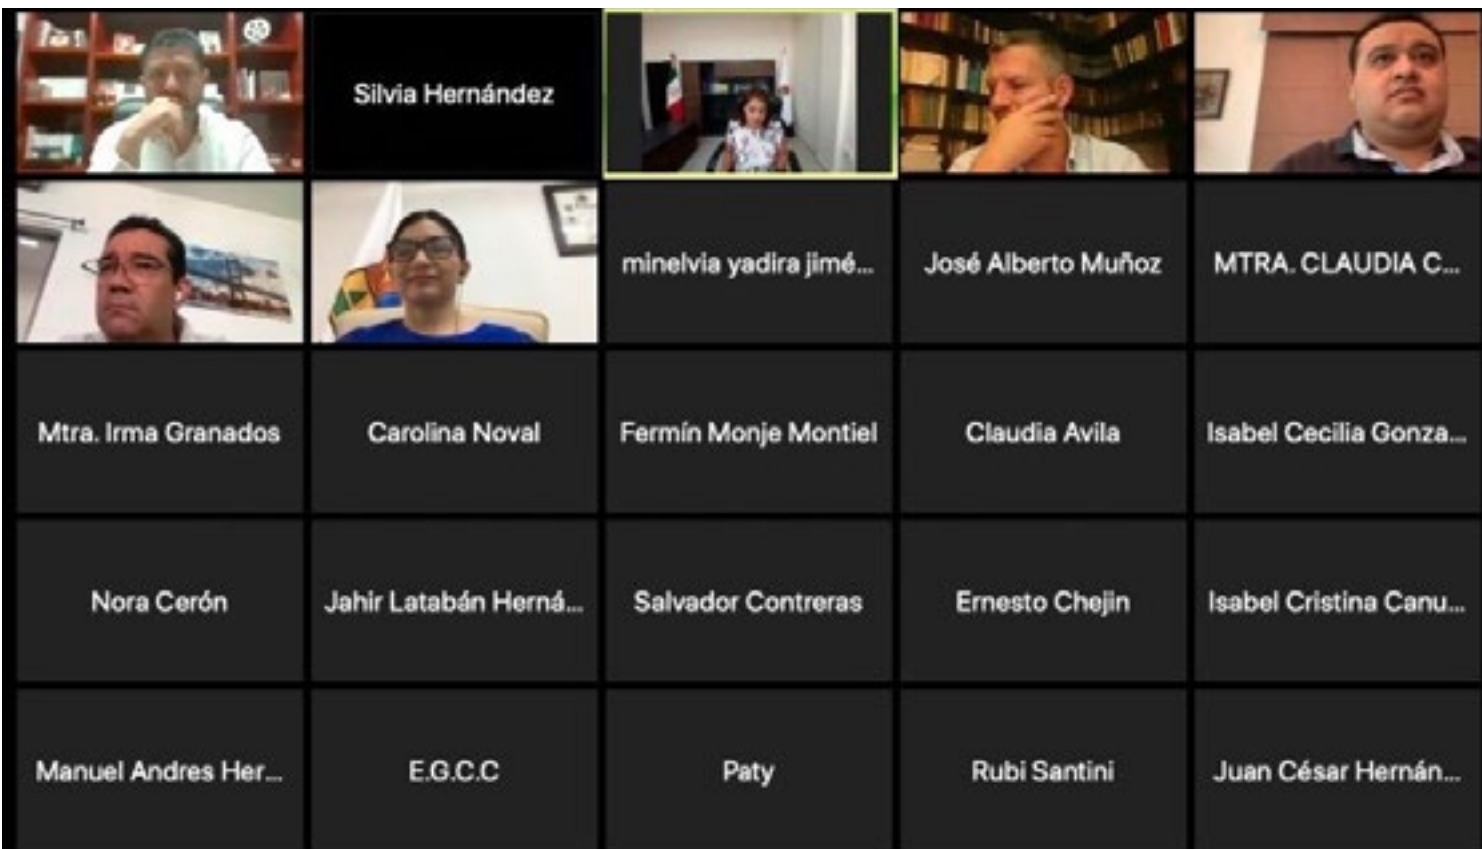 Silvia Hernández
minelvia yadira jimé...
José Alberto Muñoz
MTRA. CLAUDIA C...
Mtra. Irma Granados
Carolina Noval
Fermín Monje Montiel
Claudia Avila
Isabel Cecilia Gonza...
Nora Cerón
Jahir Latabán Herná...
Salvador Contreras
Ernesto Chejin
Isabel Cristina Canu...
Manuel Andres Her...
E.G.C.C
Paty
Rubi Santini
Juan César Hernán...